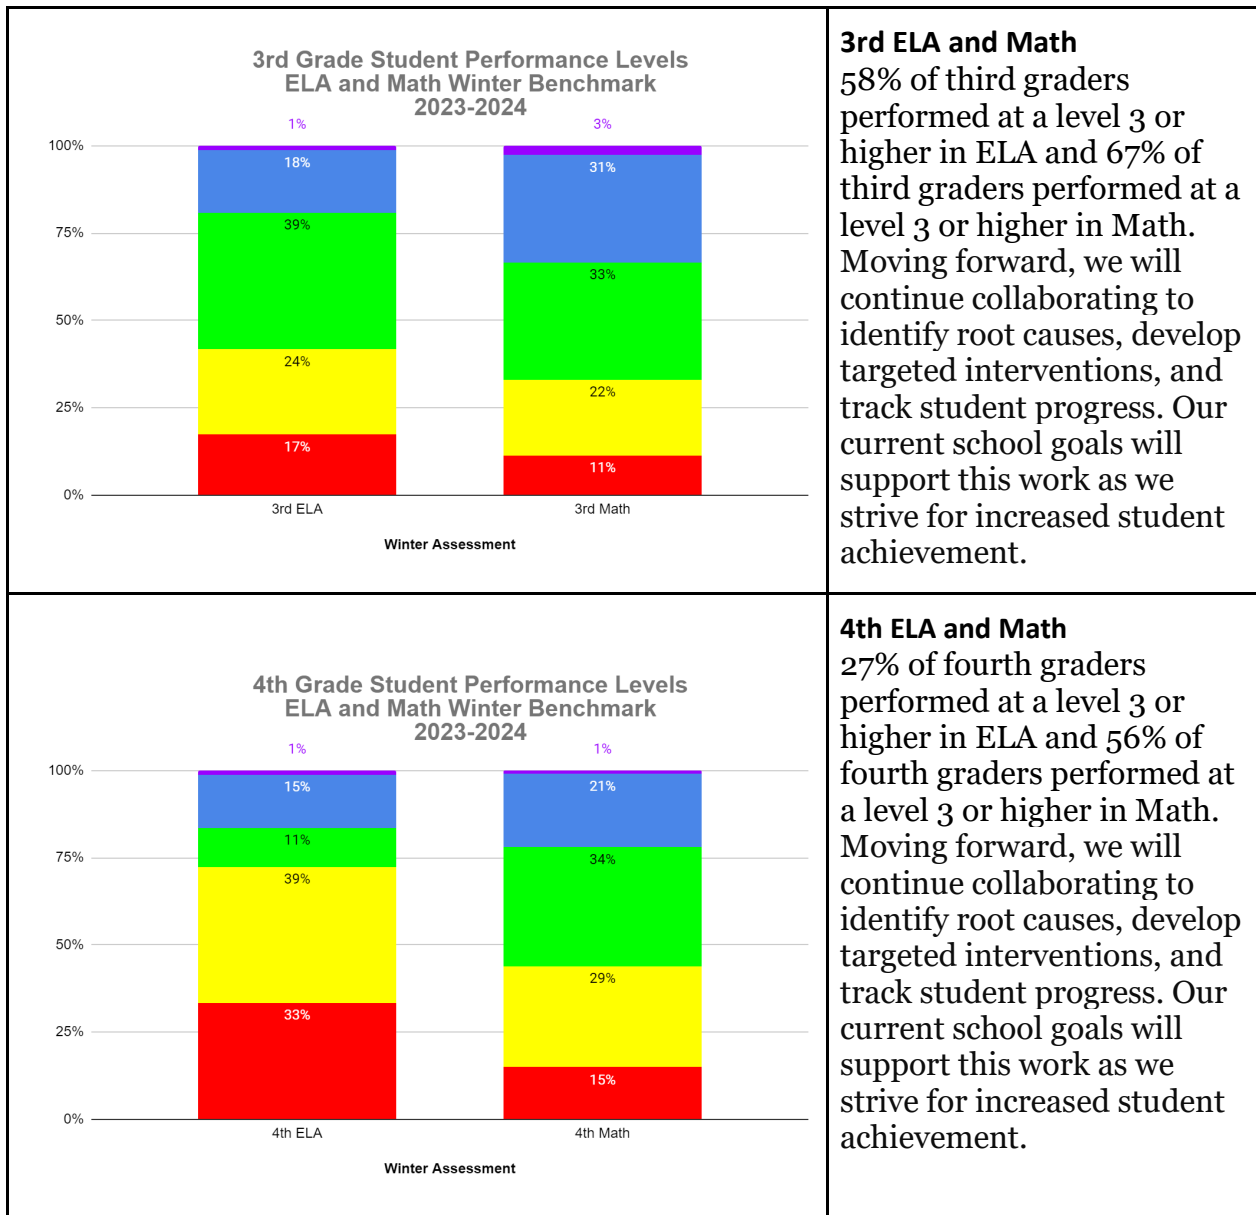 3rd Grade Student Performance Levels
ELA and Math Winter Benchmark
2023-2024
1%
3%
100%
18%
31%
39%
75%
33%
50%
24%
22%
25%
17%
11%
0%
3rd ELA
3rd Math
Winter Assessment
3rd ELA and Math
58% of third graders
performed at a level 3 or
higher in ELA and 67% of
third graders performed at a
level 3 or higher in Math.
Moving forward, we will
continue collaborating to
identify root causes, develop
targeted interventions, and
track student progress. Our
current school goals will
support this work as we
strive for increased student
achievement.
4th Grade Student Performance Levels
ELA and Math Winter Benchmark
2023-2024
1%
1%
100%
15%
21%
11%
34%
75%
39%
50%
29%
25%
33%
15%
0%
4th ELA
4th Math
Winter Assessment
4th ELA and Math
27% of fourth graders
performed at a level 3 or
higher in ELA and 56% of
fourth graders performed at
a level 3 or higher in Math.
Moving forward, we will
continue collaborating to
identify root causes, develop
targeted interventions, and
track student progress. Our
current school goals will
support this work as we
strive for increased student
achievement.